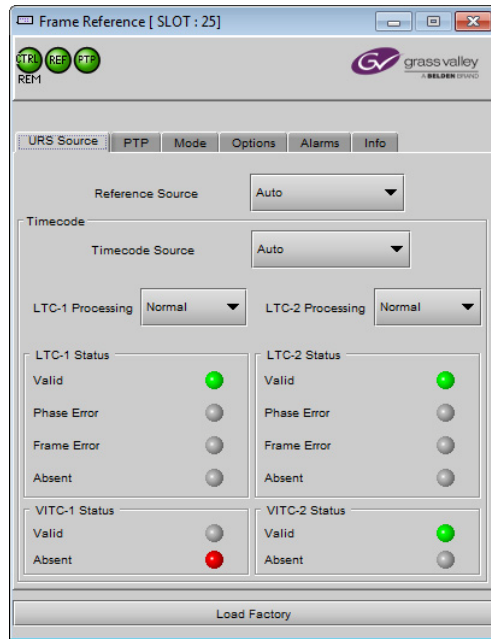 Frame Reference [ SLOT : 25]
CTRL REF PTP
REM
GV grass valley
A BELDEN BRAND
URS Source PTP Mode Options Alarms Info
Reference Source Auto
Timecode
Timecode Source Auto
LTC-1 Processing Normal LTC-2 Processing Normal
LTC-1 Status LTC-2 Status
Valid Valid
Phase Error Phase Error
Frame Error Frame Error
Absent Absent
VITC-1 Status VITC-2 Status
Valid Valid
Absent Absent
Load Factory